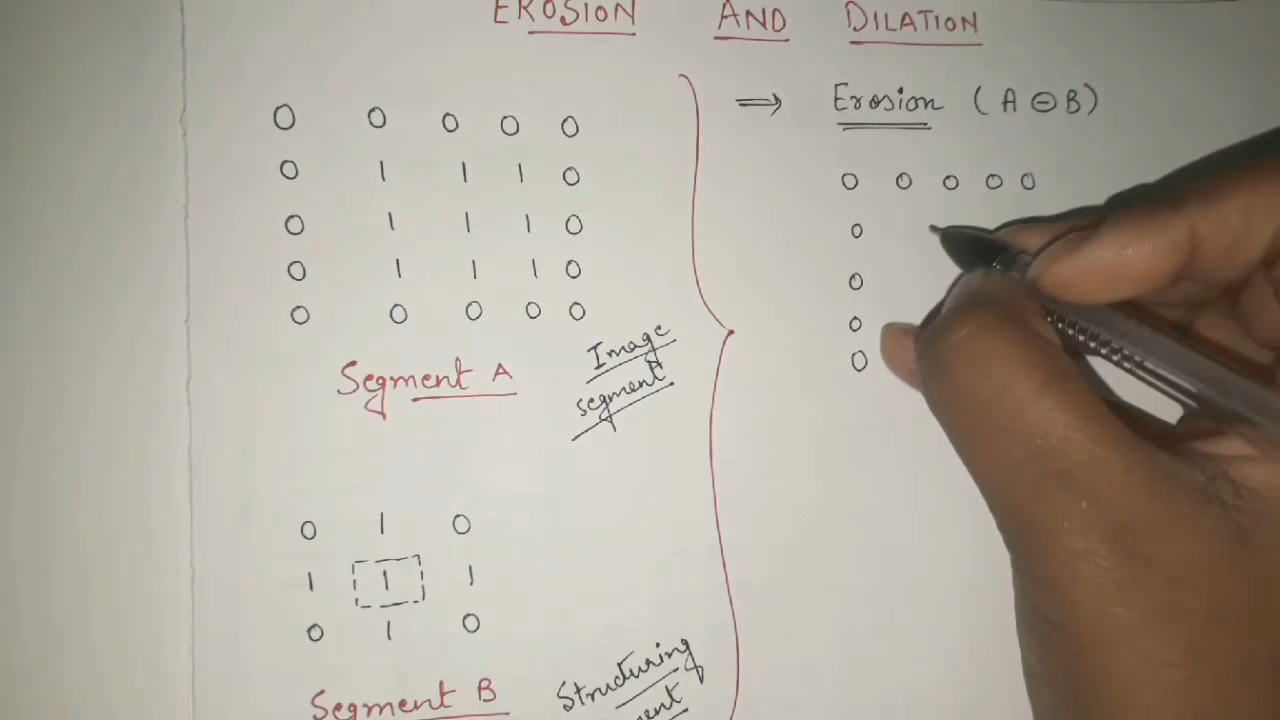 EROSION AND DILATION
0 0 0 0 0
0 1 1 1 0
0 1 1 1 0
0 1 1 1 0
0 0 0 0 0
Segment A
Image
segment
0 1 0
1 1 1
0 1 0
Segment B
Structuring
⇒ Erosion (A ⊖ B)
0 0 0 0 0
0
0
0
0